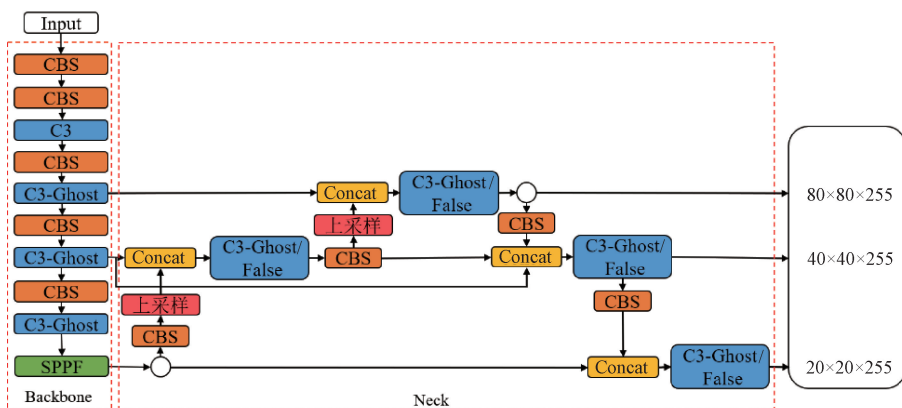 Input
CBS
CBS
C3
CBS
C3-Ghost
CBS
C3-Ghost
CBS
C3-Ghost
SPPF
Backbone
Concat
上采样
CBS
C3-Ghost/
False
CBS
上采样
Concat
C3-Ghost/
False
CBS
Concat
C3-Ghost/
False
CBS
Concat
C3-Ghost/
False
Neck
80×80×255
40×40×255
20×20×255